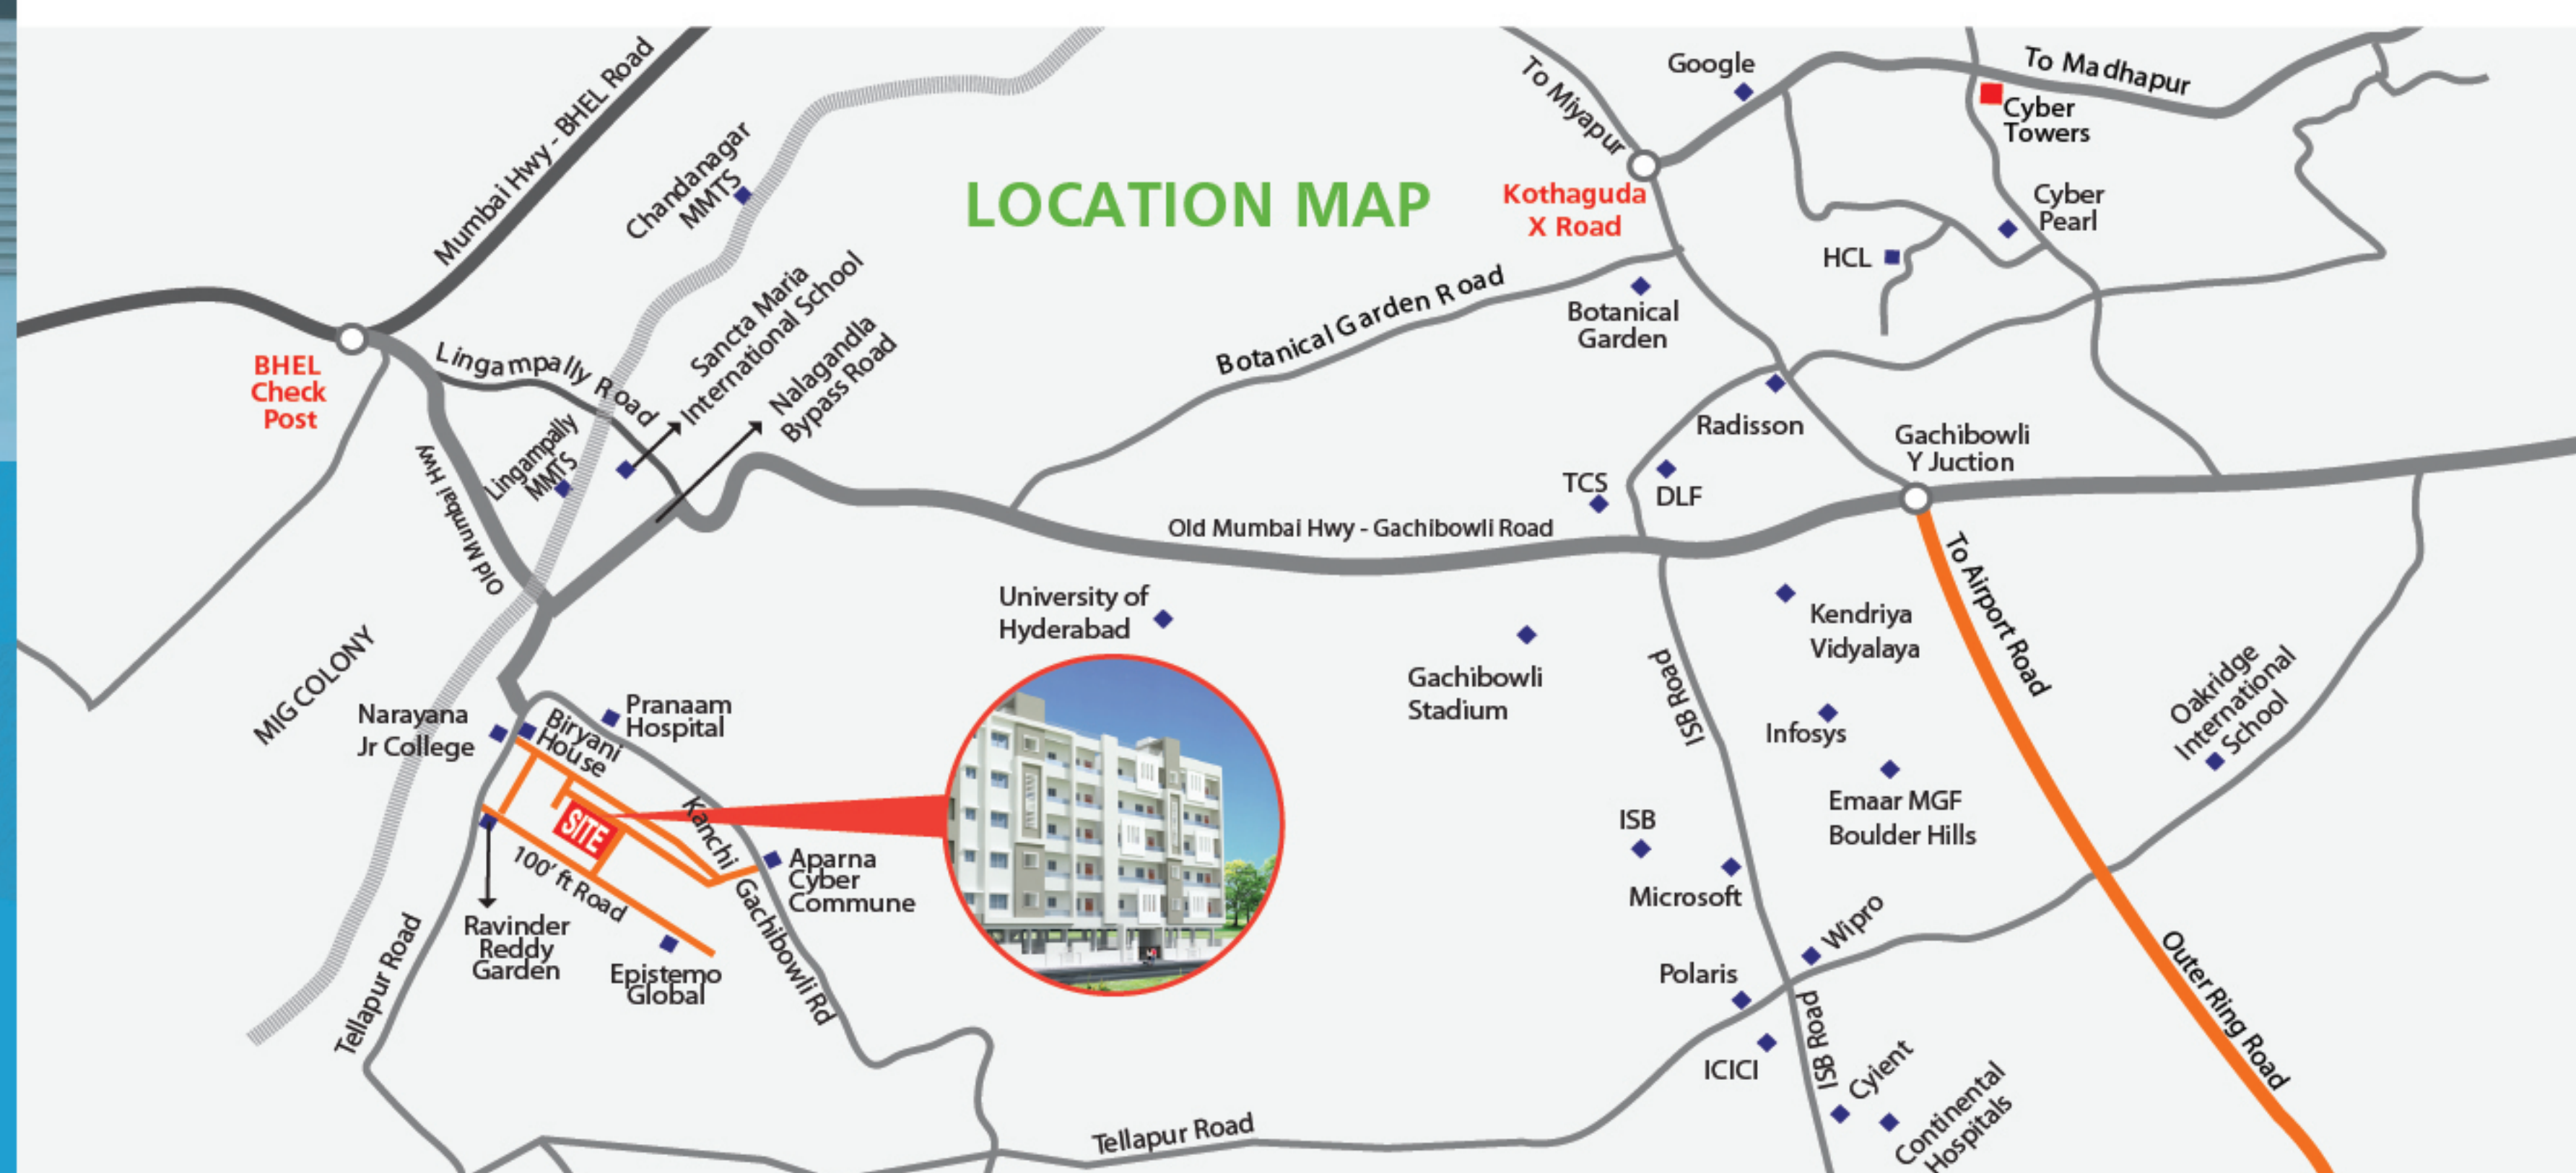 Mumbai Hwy - BHEL Road
Chandanagar
MMTS
LOCATION MAP
To Miyapur
Google
To Madhapur
Cyber
Towers
Kothaguda
X Road
Cyber
Pearl
HCL
BHEL
Check
Post
Lingampally Road
Sancta Maria
International School
Nalagandla
Bypass Road
Lingampally
MMTS
Old Mumbai Hwy
Botanical Garden Road
Botanical
Garden
Radisson
Gachibowli
Y Juction
TCS
DLF
Old Mumbai Hwy - Gachibowli Road
To Airport Road
University of
Hyderabad
Gachibowli
Stadium
ISB Road
Kendriya
Vidyalaya
Infosys
Emaar MGF
Boulder Hills
Oakridge
International
School
MIG COLONY
Narayana
Jr College
Biryani
House
Pranaam
Hospital
SITE
Kanchi Gachibowli Rd
100' ft Road
Aparna
Cyber
Commune
Ravinder
Reddy
Garden
Epistemo
Global
Tellapur Road
ISB
Microsoft
Wipro
Polaris
ICICI
ISB Road
Cyient
Continental
Hospitals
Outer Ring Road
Tellapur Road